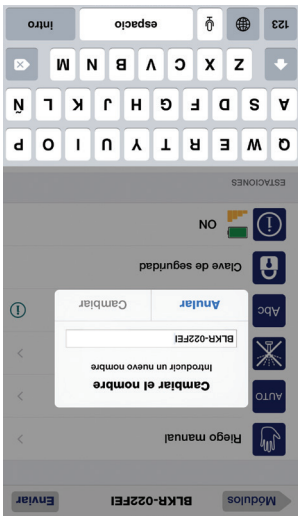 Módulos BLKR-022FEI Enviar
Riego manual
AUTO
Cambiar el nombre
Introducir un nuevo nombre
BLKR-022FEI
Anular Cambiar
Abc
Clave de seguridad
ON
ESTACIONES
Q W E R T Y U I O P
A S D F G H J K L Ñ
Z X C V B N M
123 espacio intro